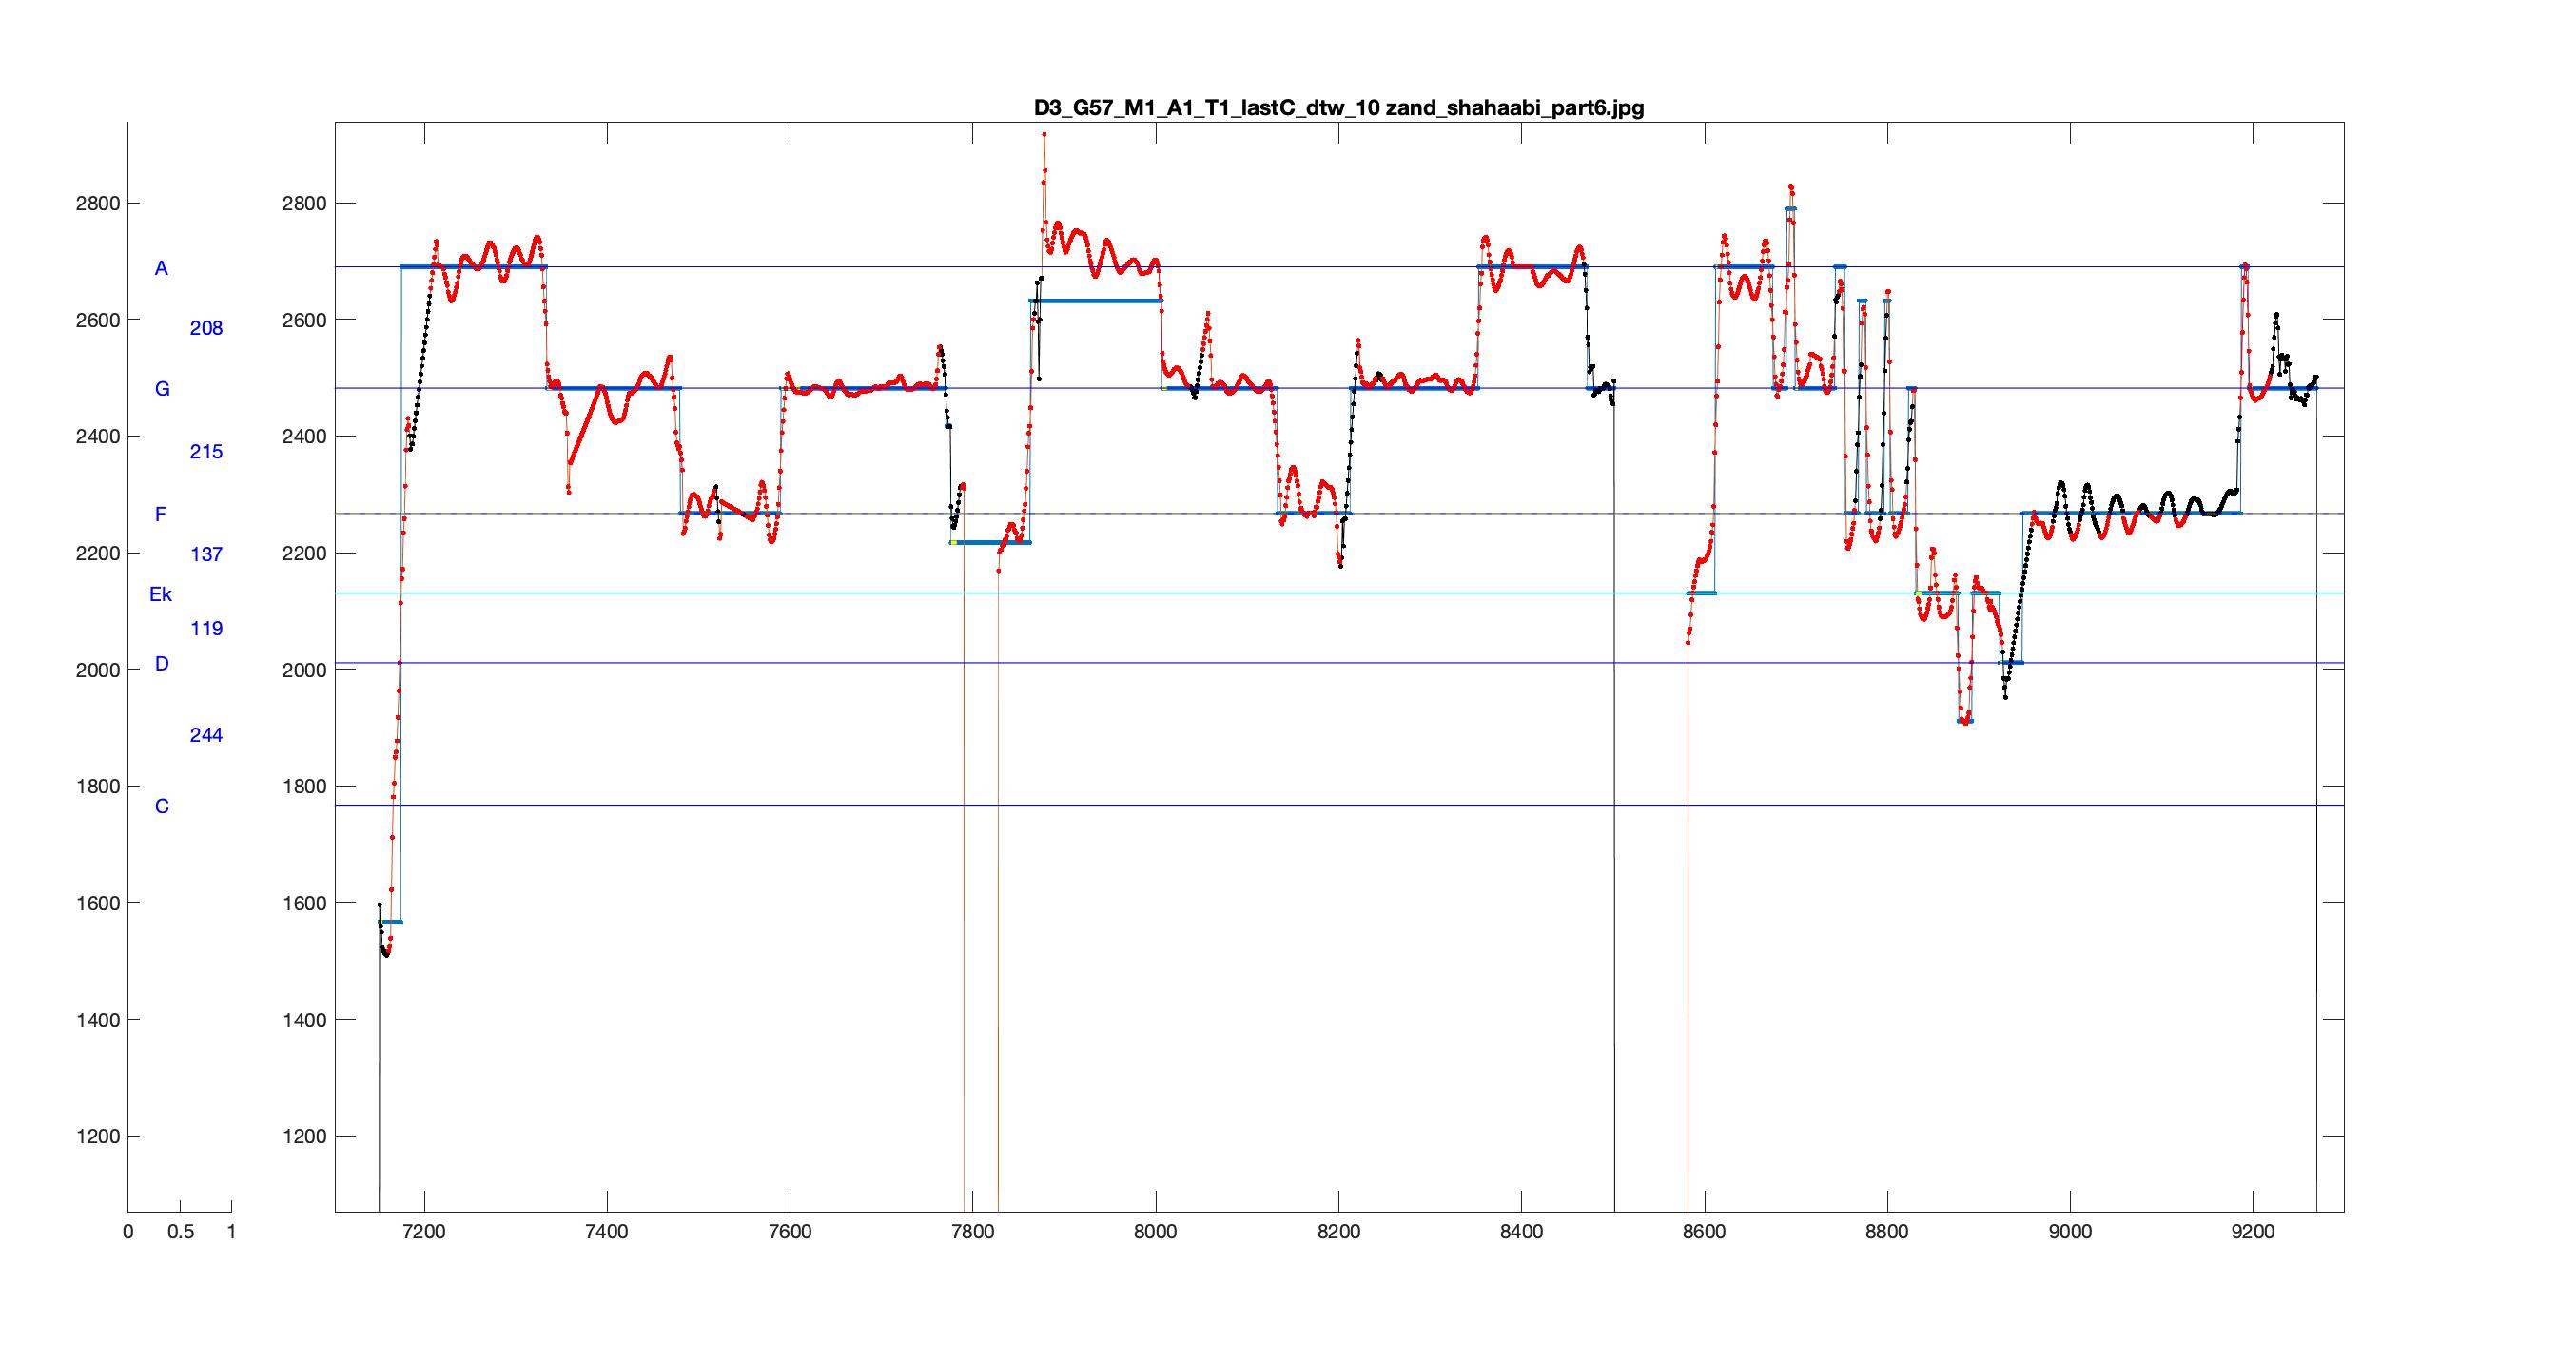 D3_G57_M1_A1_T1_lastC_dtw_10 zand_shahaabi_part6.jpg
2800 2800
A
2600 208 2600
G
2400 215 2400
F
2200 137 2200
Ek
119
2000 D 2000
244
1800 1800
C
1600 1600
1400 1400
1200 1200
0 0.5 1 7200 7400 7600 7800 8000 8200 8400 8600 8800 9000 9200